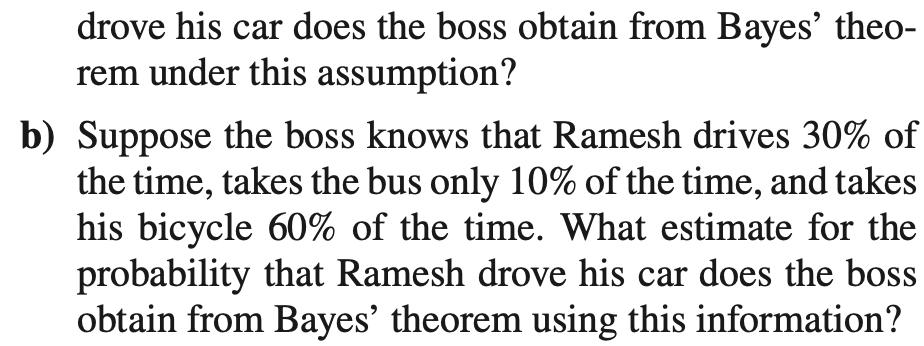 drove his car does the boss obtain from Bayes’ theo-
rem under this assumption?
b) Suppose the boss knows that Ramesh drives 30% of
the time, takes the bus only 10% of the time, and takes
his bicycle 60% of the time. What estimate for the
probability that Ramesh drove his car does the boss
obtain from Bayes’ theorem using this information?